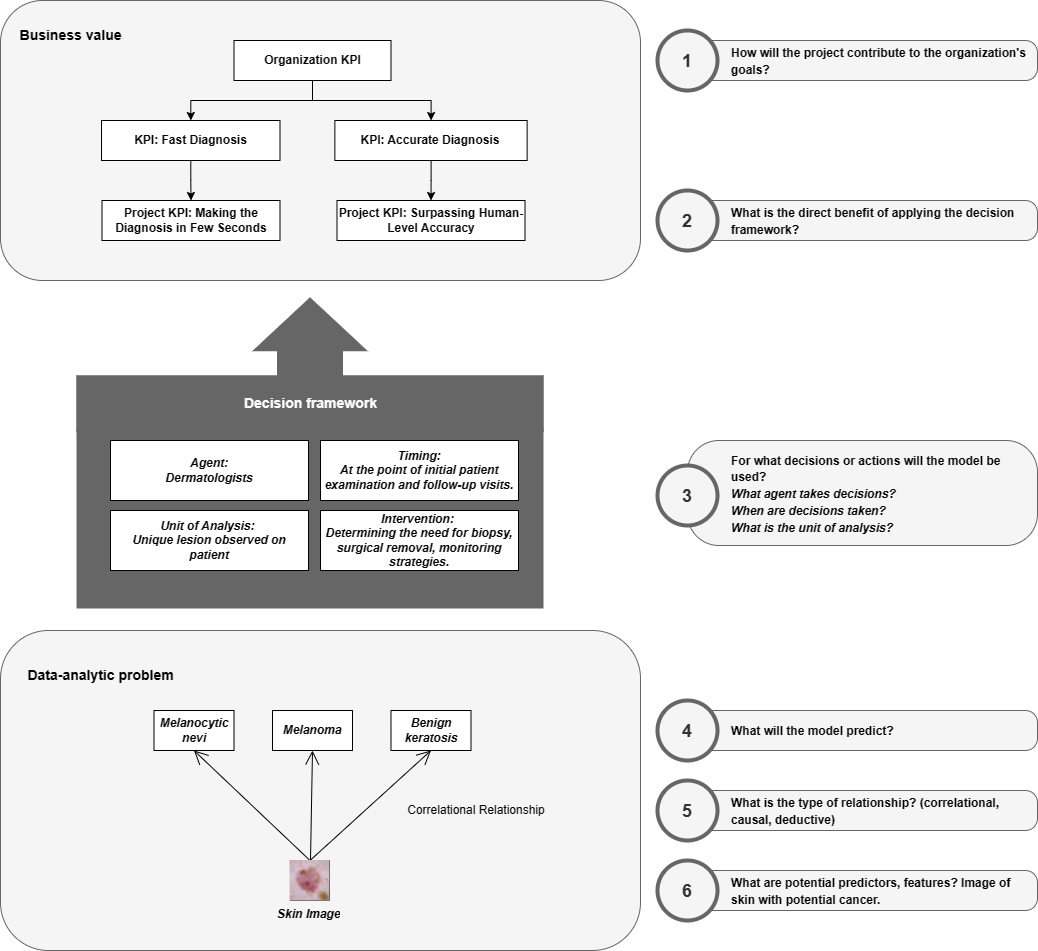 Business value
Organization KPI
KPI: Fast Diagnosis
KPI: Accurate Diagnosis
Project KPI: Making the
Diagnosis in Few Seconds
Project KPI: Surpassing Human-
Level Accuracy
1
How will the project contribute to the organization's
goals?
2
What is the direct benefit of applying the decision
framework?
Decision framework
Agent:
Dermatologists
Timing:
At the point of initial patient
examination and follow-up visits.
Unit of Analysis:
Unique lesion observed on
patient
Intervention:
Determining the need for biopsy,
surgical removal, monitoring
strategies.
3
For what decisions or actions will the model be
used?
What agent takes decisions?
When are decisions taken?
What is the unit of analysis?
Data-analytic problem
Melanocytic
nevi
Melanoma
Benign
keratosis
Correlational Relationship
Skin Image
4
What will the model predict?
5
What is the type of relationship? (correlational,
causal, deductive)
6
What are potential predictors, features? Image of
skin with potential cancer.